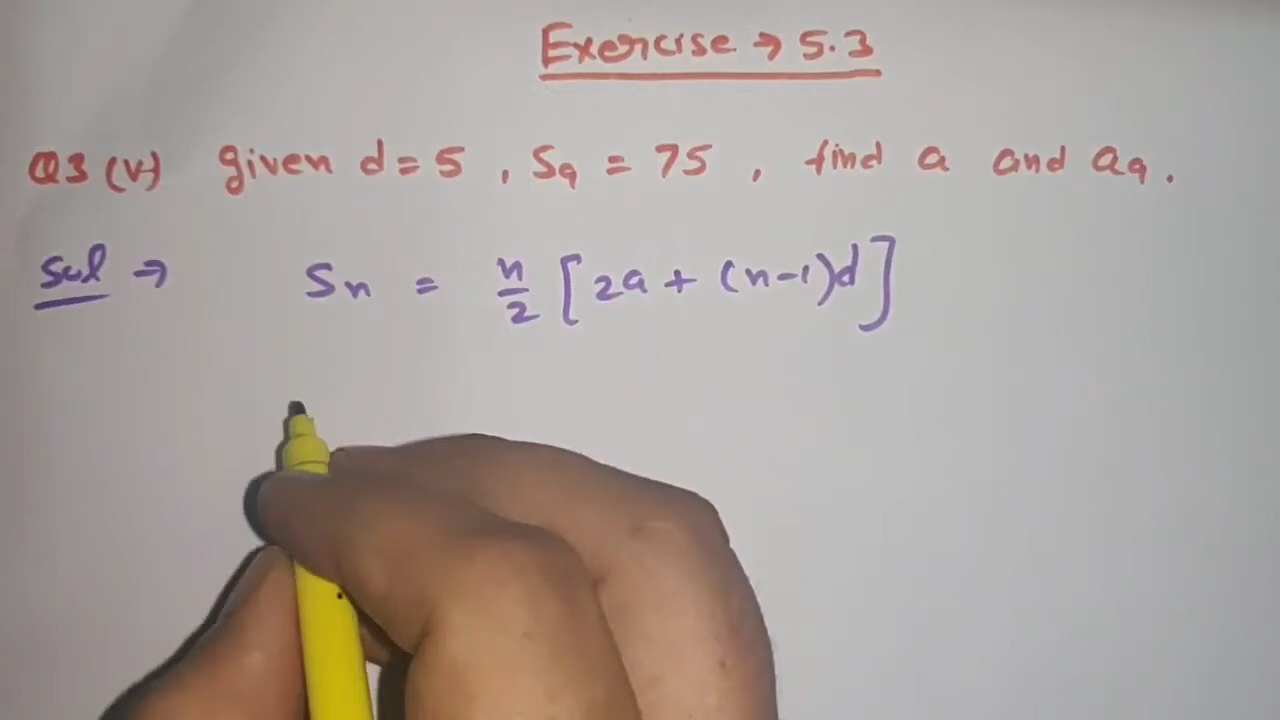 Exercise → 5.3
Q3 (v) given d = 5 , S₉ = 75 , find a and a₉ .
Sol → Sn = n/2 [2a + (n-1)d]